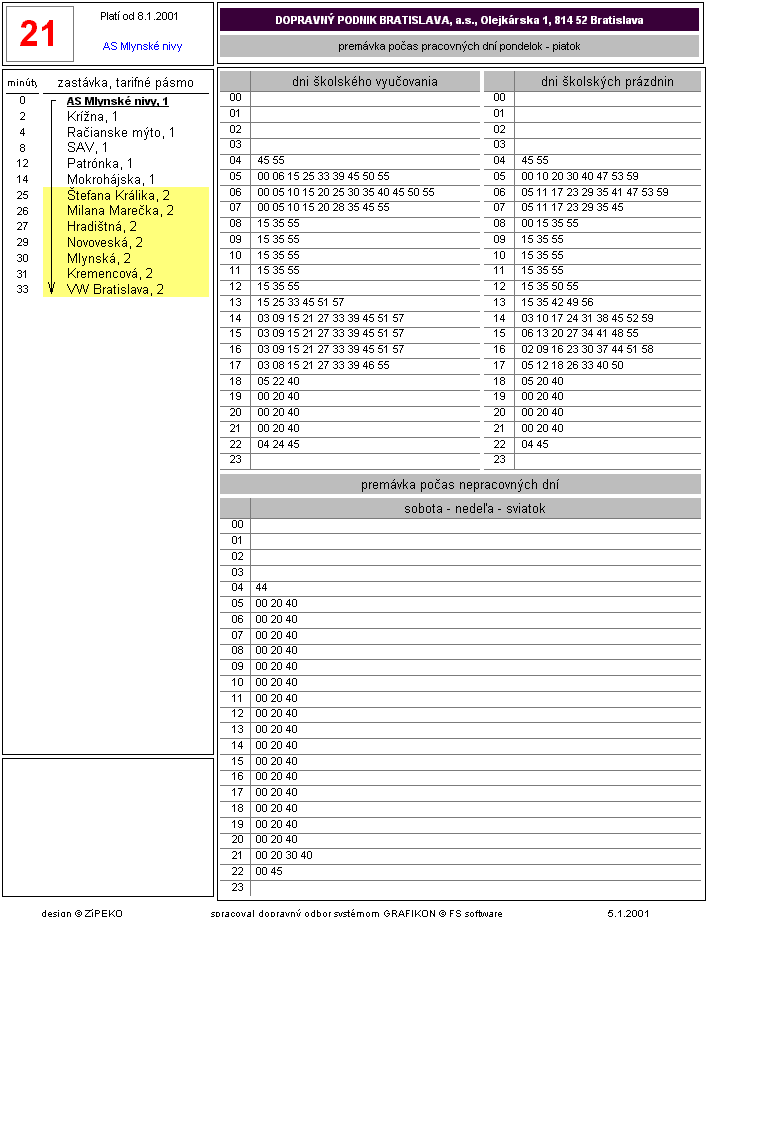 21
Platí od 8.1.2001
AS Mlynské nivy
DOPRAVNÝ PODNIK BRATISLAVA, a.s., Olejkárska 1, 814 52 Bratislava
premávka počas pracovných dní pondelok - piatok
minúty zastávka, tarifné pásmo
0 AS Mlynské nivy, 1
2 Krížna, 1
4 Račianske mýto, 1
8 SAV, 1
12 Patrónka, 1
14 Mokrohájska, 1
25 Štefana Králika, 2
26 Milana Marečka, 2
27 Hradištná, 2
29 Novoveská, 2
30 Mlynská, 2
31 Kremencová, 2
33 VW Bratislava, 2
dni školského vyučovania
00
01
02
03
04 45 55
05 00 06 15 25 33 39 45 50 55
06 00 05 10 15 20 25 30 35 40 45 50 55
07 00 05 10 15 20 28 35 45 55
08 15 35 55
09 15 35 55
10 15 35 55
11 15 35 55
12 15 35 55
13 15 25 33 45 51 57
14 03 09 15 21 27 33 39 45 51 57
15 03 09 15 21 27 33 39 45 51 57
16 03 09 15 21 27 33 39 45 51 57
17 03 08 15 21 27 33 39 46 55
18 05 22 40
19 00 20 40
20 00 20 40
21 00 20 40
22 04 24 45
23
dni školských prázdnin
00
01
02
03
04 45 55
05 00 10 20 30 40 47 53 59
06 05 11 17 23 29 35 41 47 53 59
07 05 11 17 23 29 35 45
08 00 15 35 55
09 15 35 55
10 15 35 55
11 15 35 55
12 15 35 50 55
13 15 35 42 49 56
14 03 10 17 24 31 38 45 52 59
15 06 13 20 27 34 41 48 55
16 02 09 16 23 30 37 44 51 58
17 05 12 18 26 33 40 50
18 05 20 40
19 00 20 40
20 00 20 40
21 00 20 40
22 04 45
23
premávka počas nepracovných dní
sobota - nedeľa - sviatok
00
01
02
03
04 44
05 00 20 40
06 00 20 40
07 00 20 40
08 00 20 40
09 00 20 40
10 00 20 40
11 00 20 40
12 00 20 40
13 00 20 40
14 00 20 40
15 00 20 40
16 00 20 40
17 00 20 40
18 00 20 40
19 00 20 40
20 00 20 40
21 00 20 30 40
22 00 45
23
design © ZiPEKO spracoval dopravný odbor systémom GRAFIKON © FS software 5.1.2001